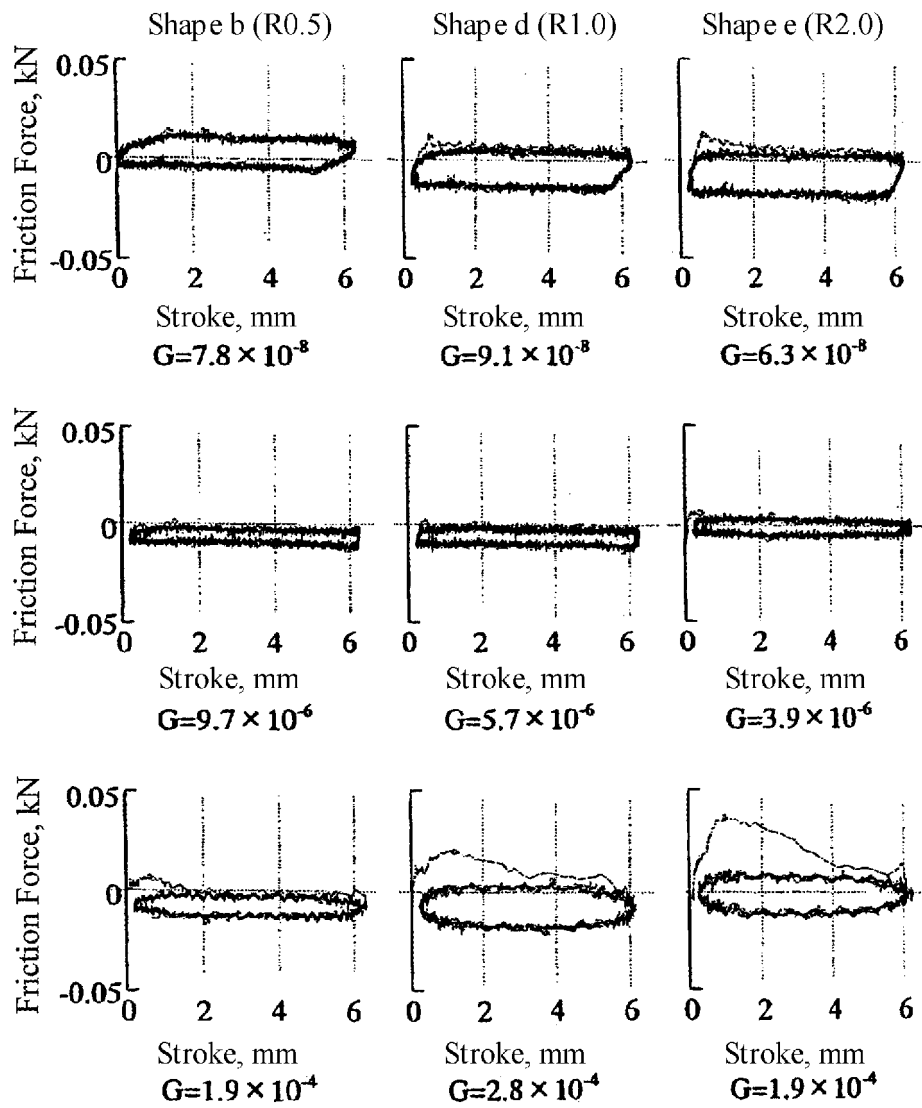 Shape b (R0.5) Shape d (R1.0) Shape e (R2.0)
Friction Force, kN
0.05
0
-0.05
0 2 4 6 0 2 4 6 0 2 4 6
Stroke, mm Stroke, mm Stroke, mm
G=7.8 × 10⁻⁸ G=9.1 × 10⁻⁸ G=6.3 × 10⁻⁸
Friction Force, kN
0.05
0
-0.05
0 2 4 6 0 2 4 6 0 2 4 6
Stroke, mm Stroke, mm Stroke, mm
G=9.7 × 10⁻⁶ G=5.7 × 10⁻⁶ G=3.9 × 10⁻⁶
Friction Force, kN
0.05
0
-0.05
0 2 4 6 0 2 4 6 0 2 4 6
Stroke, mm Stroke, mm Stroke, mm
G=1.9 × 10⁻⁴ G=2.8 × 10⁻⁴ G=1.9 × 10⁻⁴